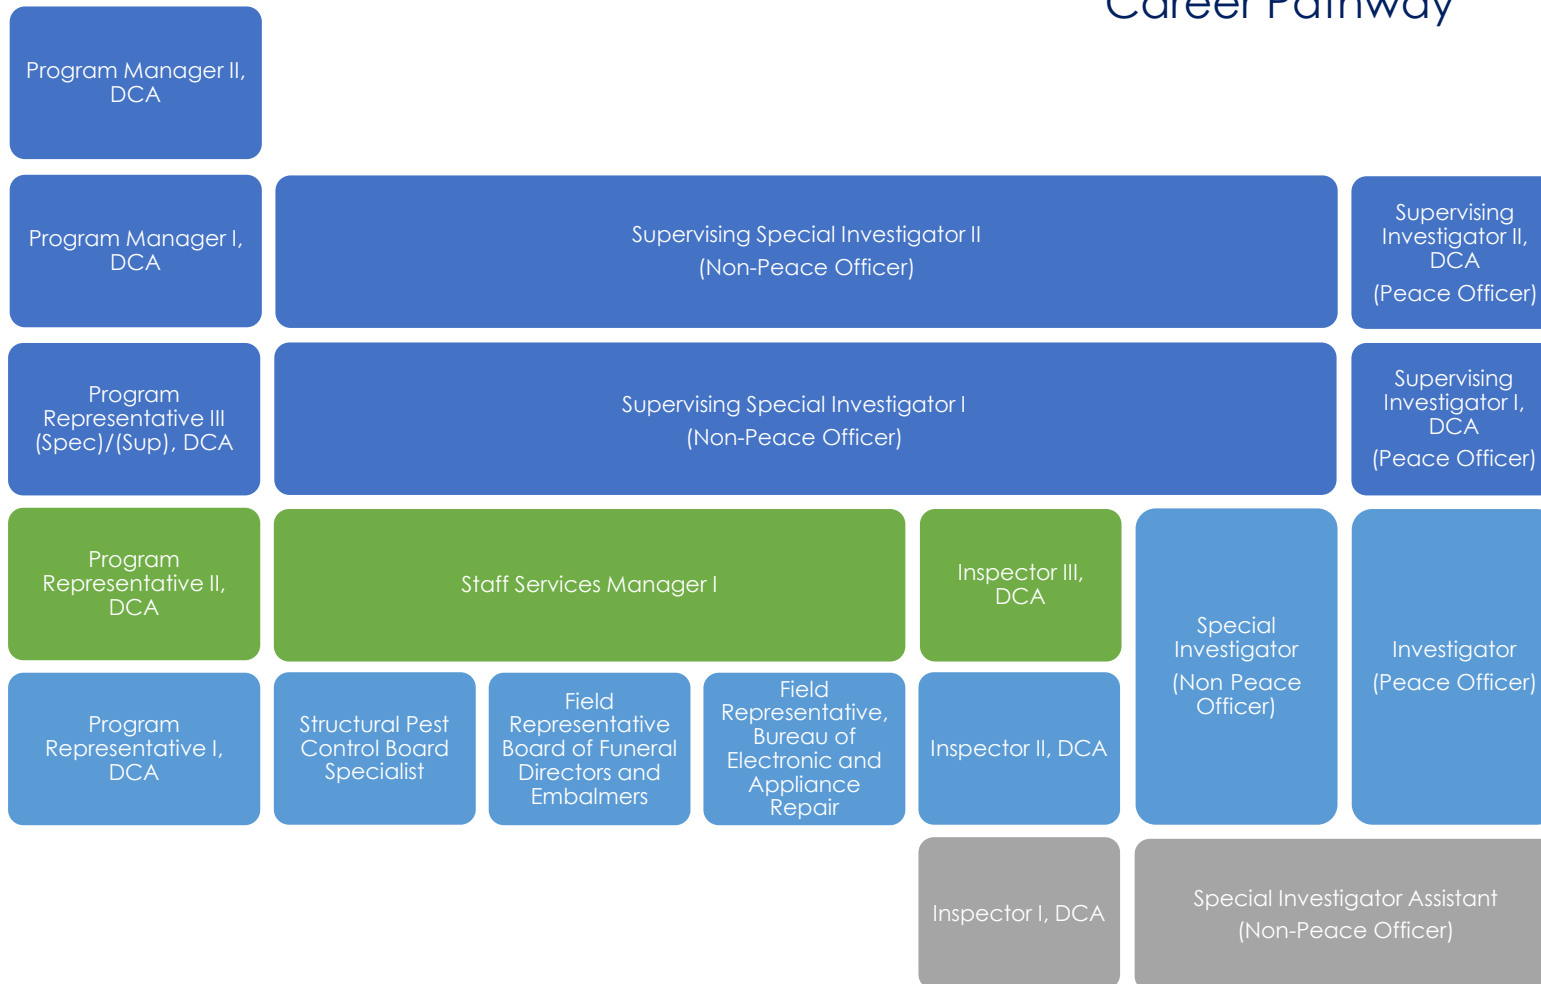 Career Pathway
Program Manager II,
DCA
Program Manager I,
DCA
Supervising Special Investigator II
(Non-Peace Officer)
Supervising
Investigator II,
DCA
(Peace Officer)
Program
Representative III
(Spec)/(Sup), DCA
Supervising Special Investigator I
(Non-Peace Officer)
Supervising
Investigator I,
DCA
(Peace Officer)
Program
Representative II,
DCA
Staff Services Manager I
Inspector III,
DCA
Special
Investigator
(Non Peace
Officer)
Investigator
(Peace Officer)
Program
Representative I,
DCA
Structural Pest
Control Board
Specialist
Field
Representative
Board of Funeral
Directors and
Embalmers
Field
Representative,
Bureau of
Electronic and
Appliance
Repair
Inspector II, DCA
Inspector I, DCA
Special Investigator Assistant
(Non-Peace Officer)